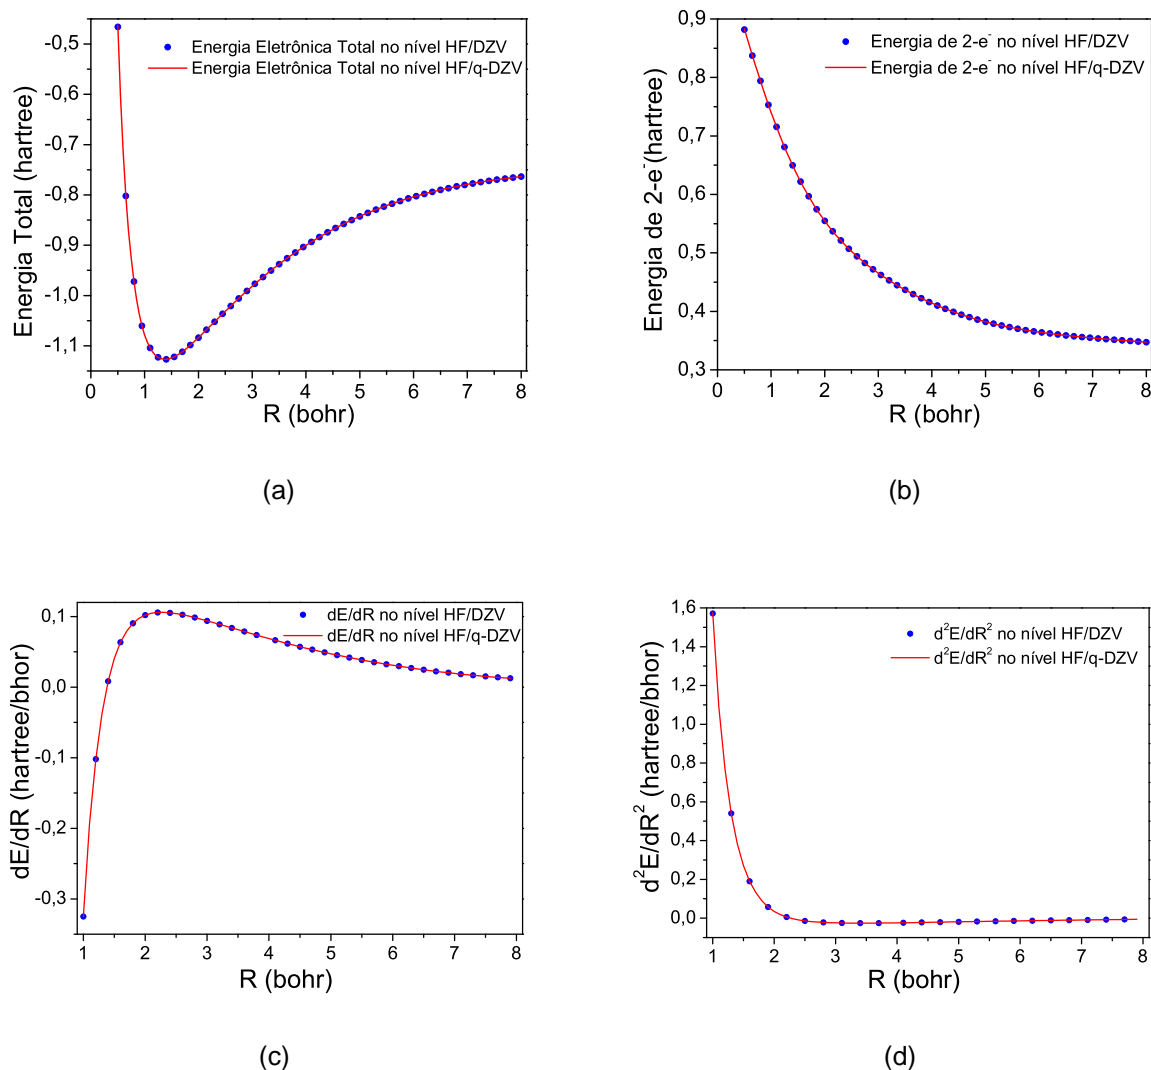 Energia Eletrônica Total no nível HF/DZV
Energia Eletrônica Total no nível HF/q-DZV
-0,5
-0,6
-0,7
-0,8
-0,9
-1,0
-1,1
Energia Total (hartree)
0 1 2 3 4 5 6 7 8
R (bohr)
(a)
Energia de 2-e⁻ no nível HF/DZV
Energia de 2-e⁻ no nível HF/q-DZV
0,9
0,8
0,7
0,6
0,5
0,4
0,3
Energia de 2-e⁻(hartree)
0 1 2 3 4 5 6 7 8
R (bohr)
(b)
dE/dR no nível HF/DZV
dE/dR no nível HF/q-DZV
0,1
0,0
-0,1
-0,2
-0,3
dE/dR (hartree/bhor)
1 2 3 4 5 6 7 8
R (bohr)
(c)
d²E/dR² no nível HF/DZV
d²E/dR² no nível HF/q-DZV
1,6
1,4
1,2
1,0
0,8
0,6
0,4
0,2
0,0
d²E/dR² (hartree/bhor)
1 2 3 4 5 6 7 8
R (bohr)
(d)